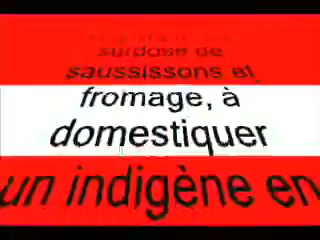 surdose de
saussissons et
fromage, à
domestiquer
un indigène en